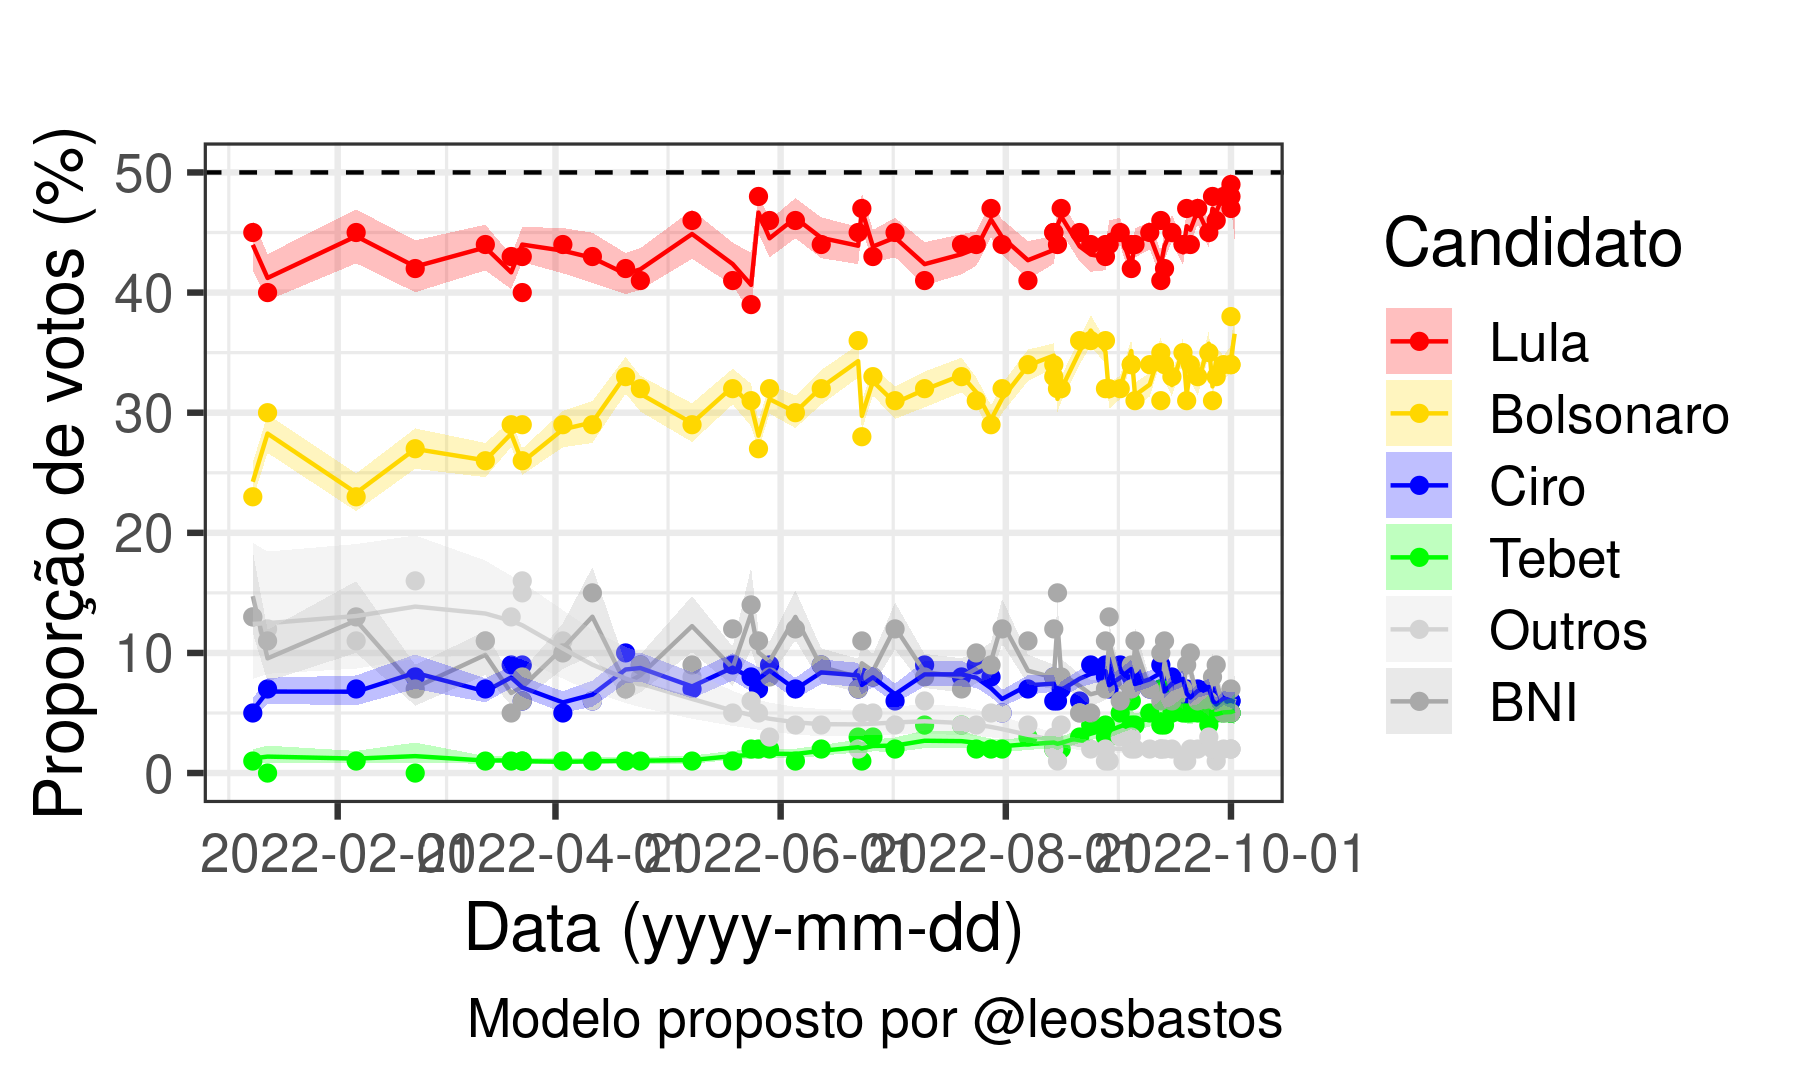 Proporção de votos (%)
50
40
30
20
10
0
2022-02-01
2022-04-01
2022-06-01
2022-08-01
2022-10-01
Data (yyyy-mm-dd)
Modelo proposto por @leosbastos
Candidato
Lula
Bolsonaro
Ciro
Tebet
Outros
BNI